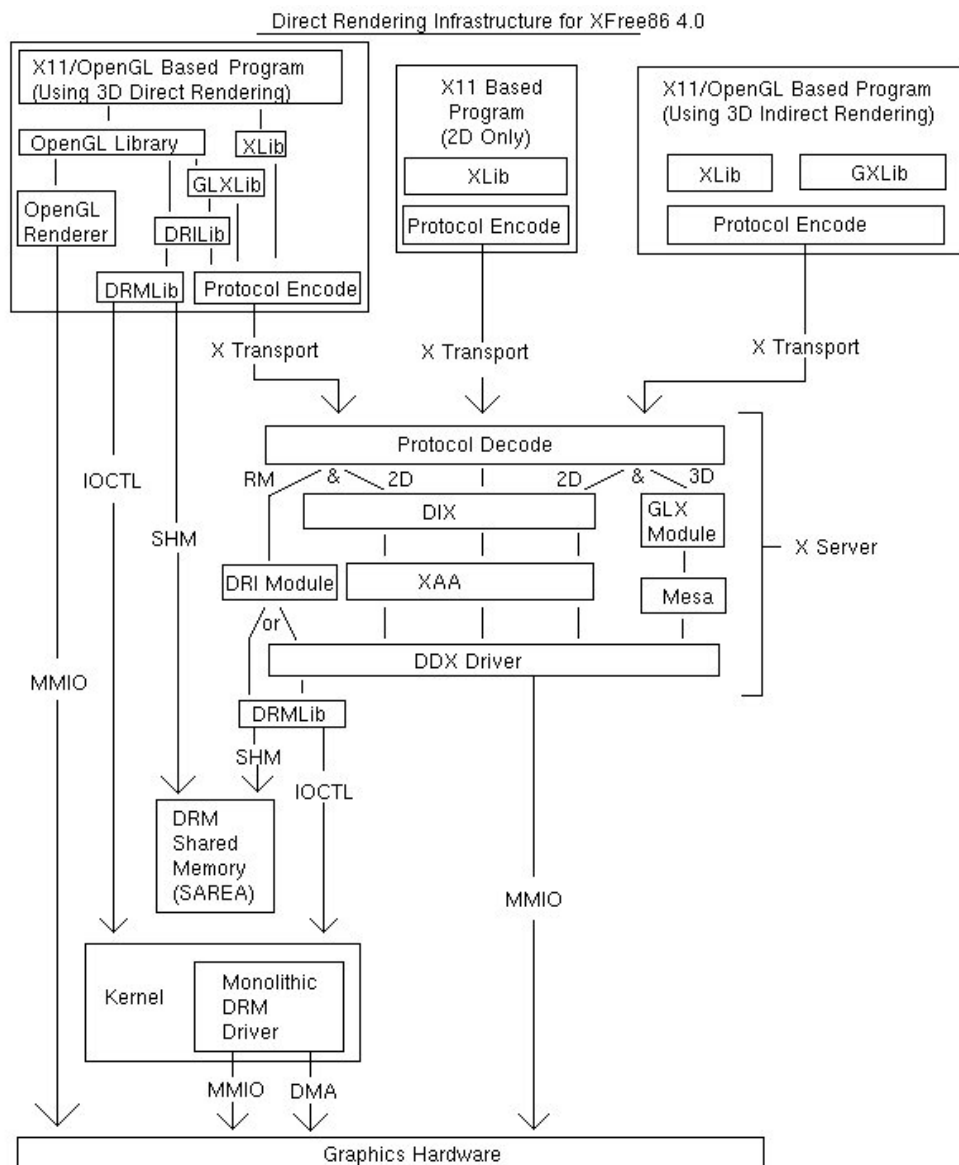 Direct Rendering Infrastructure for XFree86 4.0
X11/OpenGL Based Program
(Using 3D Direct Rendering)
OpenGL Library
XLib
GLXLib
OpenGL
Renderer
DRILib
DRMLib
Protocol Encode
X11 Based
Program
(2D Only)
XLib
Protocol Encode
X11/OpenGL Based Program
(Using 3D Indirect Rendering)
XLib
GXLib
Protocol Encode
X Transport
X Transport
X Transport
Protocol Decode
RM
&
2D
2D
&
3D
IOCTL
DIX
GLX
Module
SHM
X Server
DRI Module
XAA
Mesa
or
DDX Driver
MMIO
DRMLib
SHM
IOCTL
DRM
Shared
Memory
(SAREA)
MMIO
Kernel
Monolithic
DRM
Driver
MMIO
DMA
Graphics Hardware